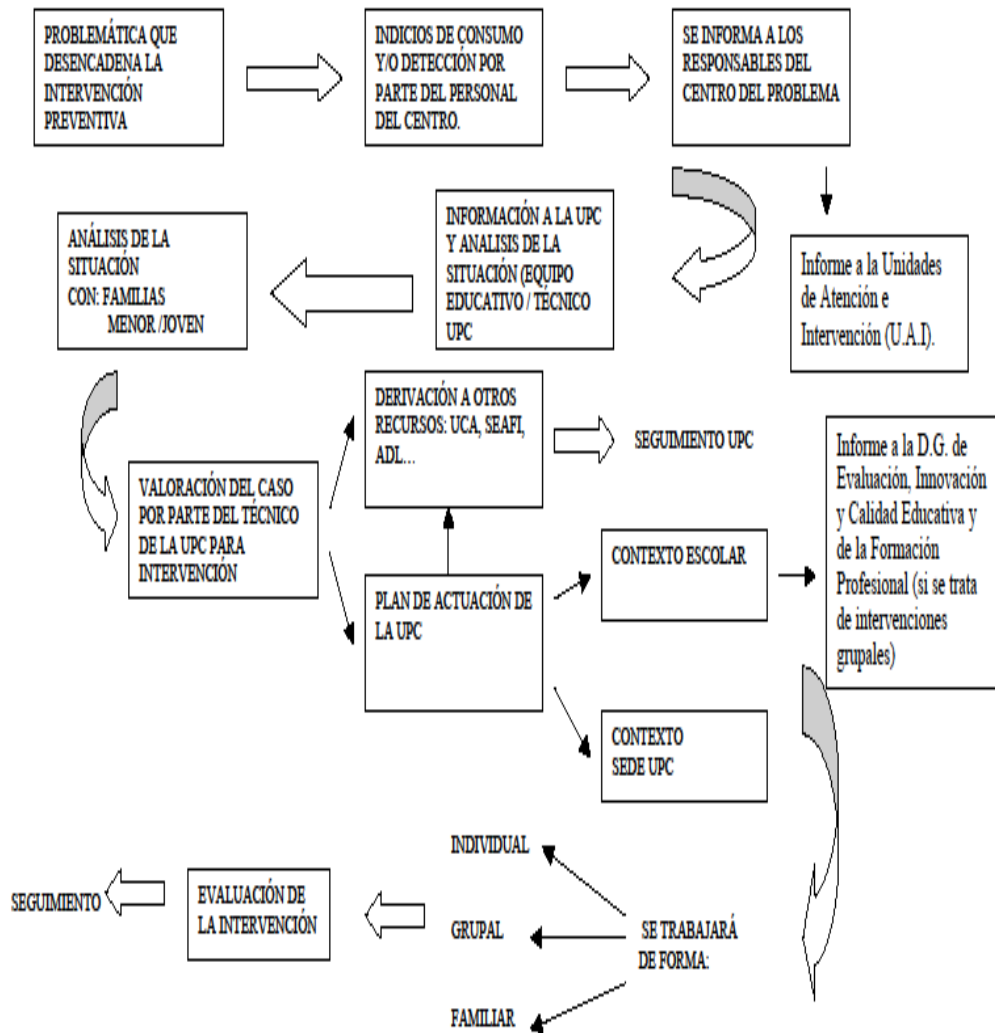 PROBLEMÁTICA QUE
DESENCADENA LA
INTERVENCIÓN
PREVENTIVA
INDICIOS DE CONSUMO
Y/O DETECCIÓN POR
PARTE DEL PERSONAL
DEL CENTRO.
SE INFORMA A LOS
RESPONSABLES DEL
CENTRO DEL PROBLEMA
ANÁLISIS DE LA
SITUACIÓN
CON: FAMILIAS
MENOR /JOVEN
INFORMACIÓN A LA UPC
Y ANALISIS DE LA
SITUACIÓN (EQUIPO
EDUCATIVO / TÉCNICO
UPC
Informe a la Unidades
de Atención e
Intervención (U.A.I).
VALORACIÓN DEL CASO
POR PARTE DEL TÉCNICO
DE LA UPC PARA
INTERVENCIÓN
DERIVACIÓN A OTROS
RECURSOS: UCA, SEAFI,
ADL...
SEGUIMIENTO UPC
PLAN DE ACTUACIÓN DE
LA UPC
CONTEXTO ESCOLAR
Informe a la D.G. de
Evaluación, Innovación
y Calidad Educativa y
de la Formación
Profesional (si se trata
de intervenciones
grupales)
CONTEXTO
SEDE UPC
SE TRABAJARÁ
DE FORMA:
INDIVIDUAL
GRUPAL
FAMILIAR
EVALUACIÓN DE
LA INTERVENCIÓN
SEGUIMIENTO